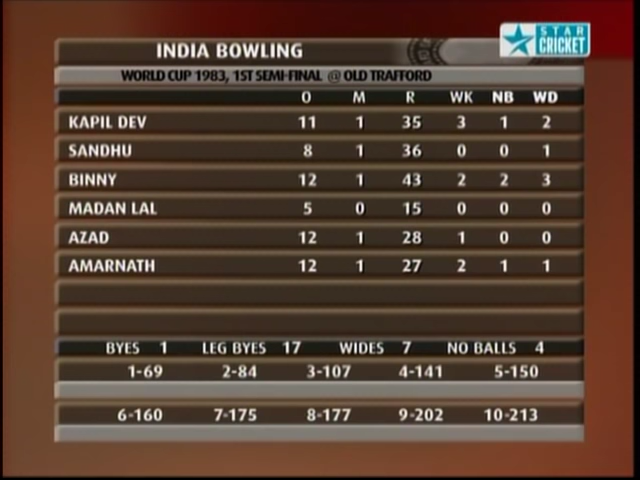 STAR
CRICKET
INDIA BOWLING
WORLD CUP 1983, 1ST SEMI-FINAL @ OLD TRAFFORD
O M R WK NB WD
KAPIL DEV 11 1 35 3 1 2
SANDHU 8 1 36 0 0 1
BINNY 12 1 43 2 2 3
MADAN LAL 5 0 15 0 0 0
AZAD 12 1 28 1 0 0
AMARNATH 12 1 27 2 1 1
BYES 1 LEG BYES 17 WIDES 7 NO BALLS 4
1-69 2-84 3-107 4-141 5-150
6-160 7-175 8-177 9-202 10-213